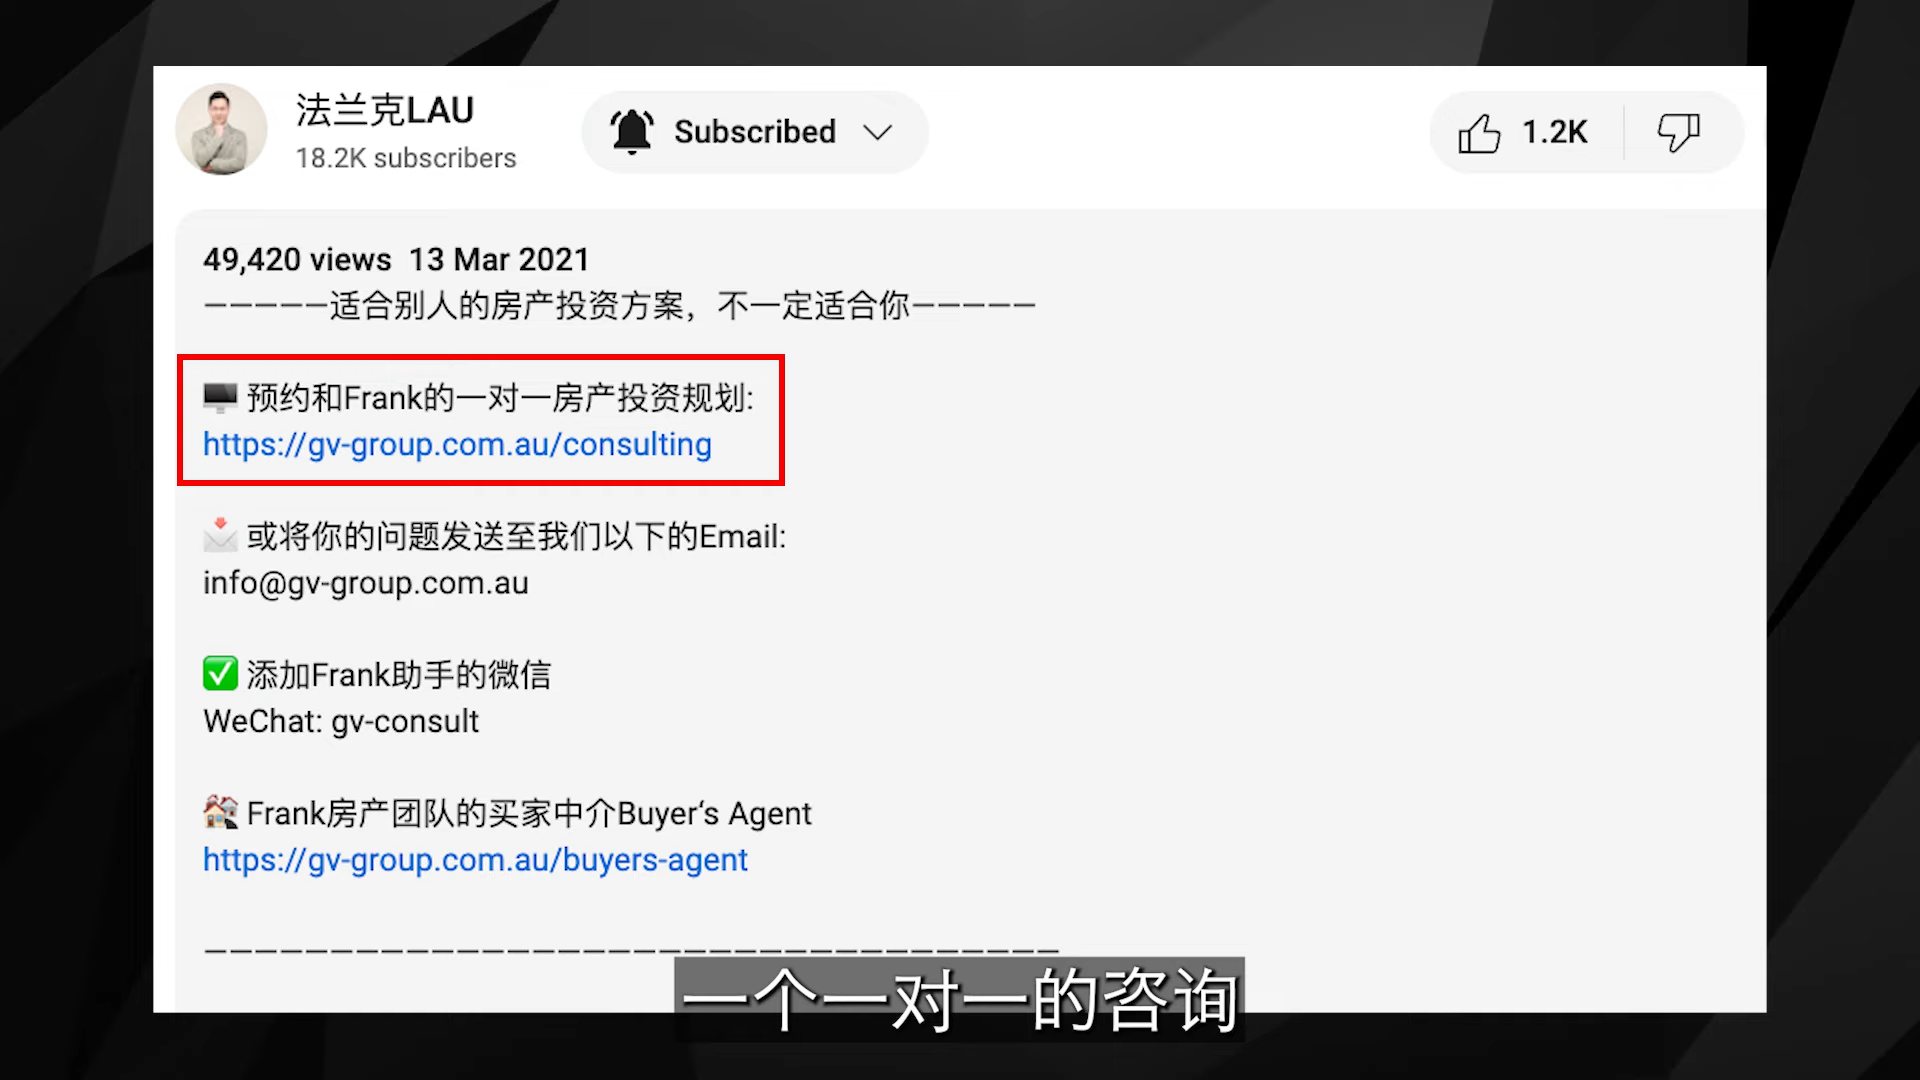 法兰克LAU
18.2K subscribers
Subscribed
1.2K
49,420 views  13 Mar 2021
—————适合别人的房产投资方案，不一定适合你—————
🖥️ 预约和Frank的一对一房产投资规划:
https://gv-group.com.au/consulting
📩 或将你的问题发送至我们以下的Email:
info@gv-group.com.au
✅ 添加Frank助手的微信
WeChat: gv-consult
🏘️ Frank房产团队的买家中介Buyer‘s Agent
https://gv-group.com.au/buyers-agent
——————————————————————————————————
一个一对一的咨询